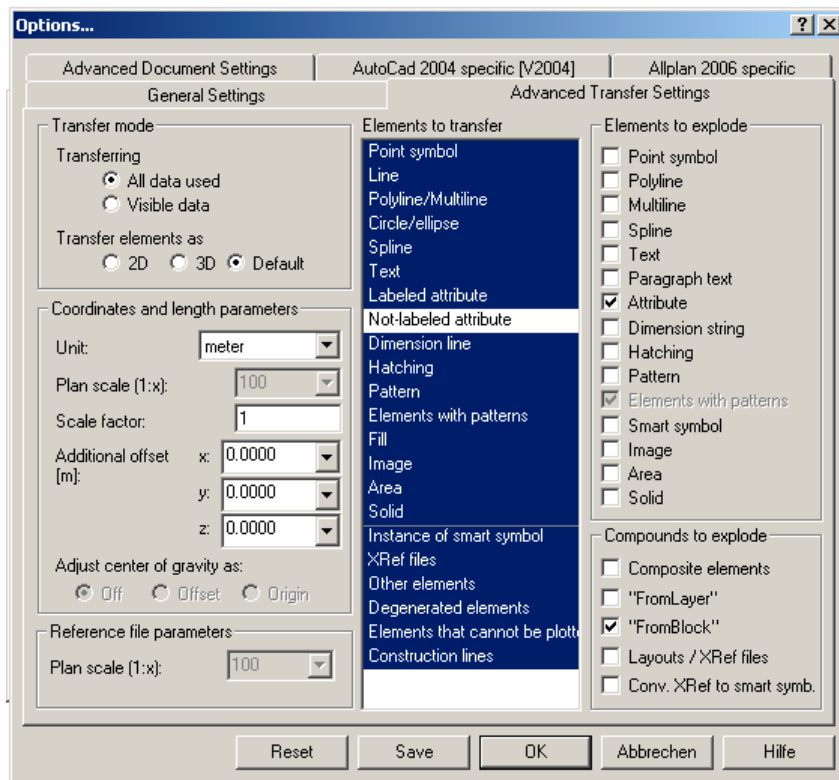 Options...
Advanced Document Settings
AutoCad 2004 specific [V2004]
Allplan 2006 specific
General Settings
Advanced Transfer Settings
Transfer mode
Transferring
All data used
Visible data
Transfer elements as
2D 3D Default
Coordinates and length parameters
Unit: meter
Plan scale (1:x): 100
Scale factor: 1
Additional offset x: 0.0000
[m]:
y: 0.0000
z: 0.0000
Adjust center of gravity as:
Off Offset Origin
Reference file parameters
Plan scale (1:x): 100
Elements to transfer
Point symbol
Line
Polyline/Multiline
Circle/ellipse
Spline
Text
Labeled attribute
Not-labeled attribute
Dimension line
Hatching
Pattern
Elements with patterns
Fill
Image
Area
Solid
Instance of smart symbol
XRef files
Other elements
Degenerated elements
Elements that cannot be plotte
Construction lines
Elements to explode
Point symbol
Polyline
Multiline
Spline
Text
Paragraph text
Attribute
Dimension string
Hatching
Pattern
Elements with patterns
Smart symbol
Image
Area
Solid
Compounds to explode
Composite elements
"FromLayer"
"FromBlock"
Layouts / XRef files
Conv. XRef to smart symb.
Reset
Save
OK
Abbrechen
Hilfe